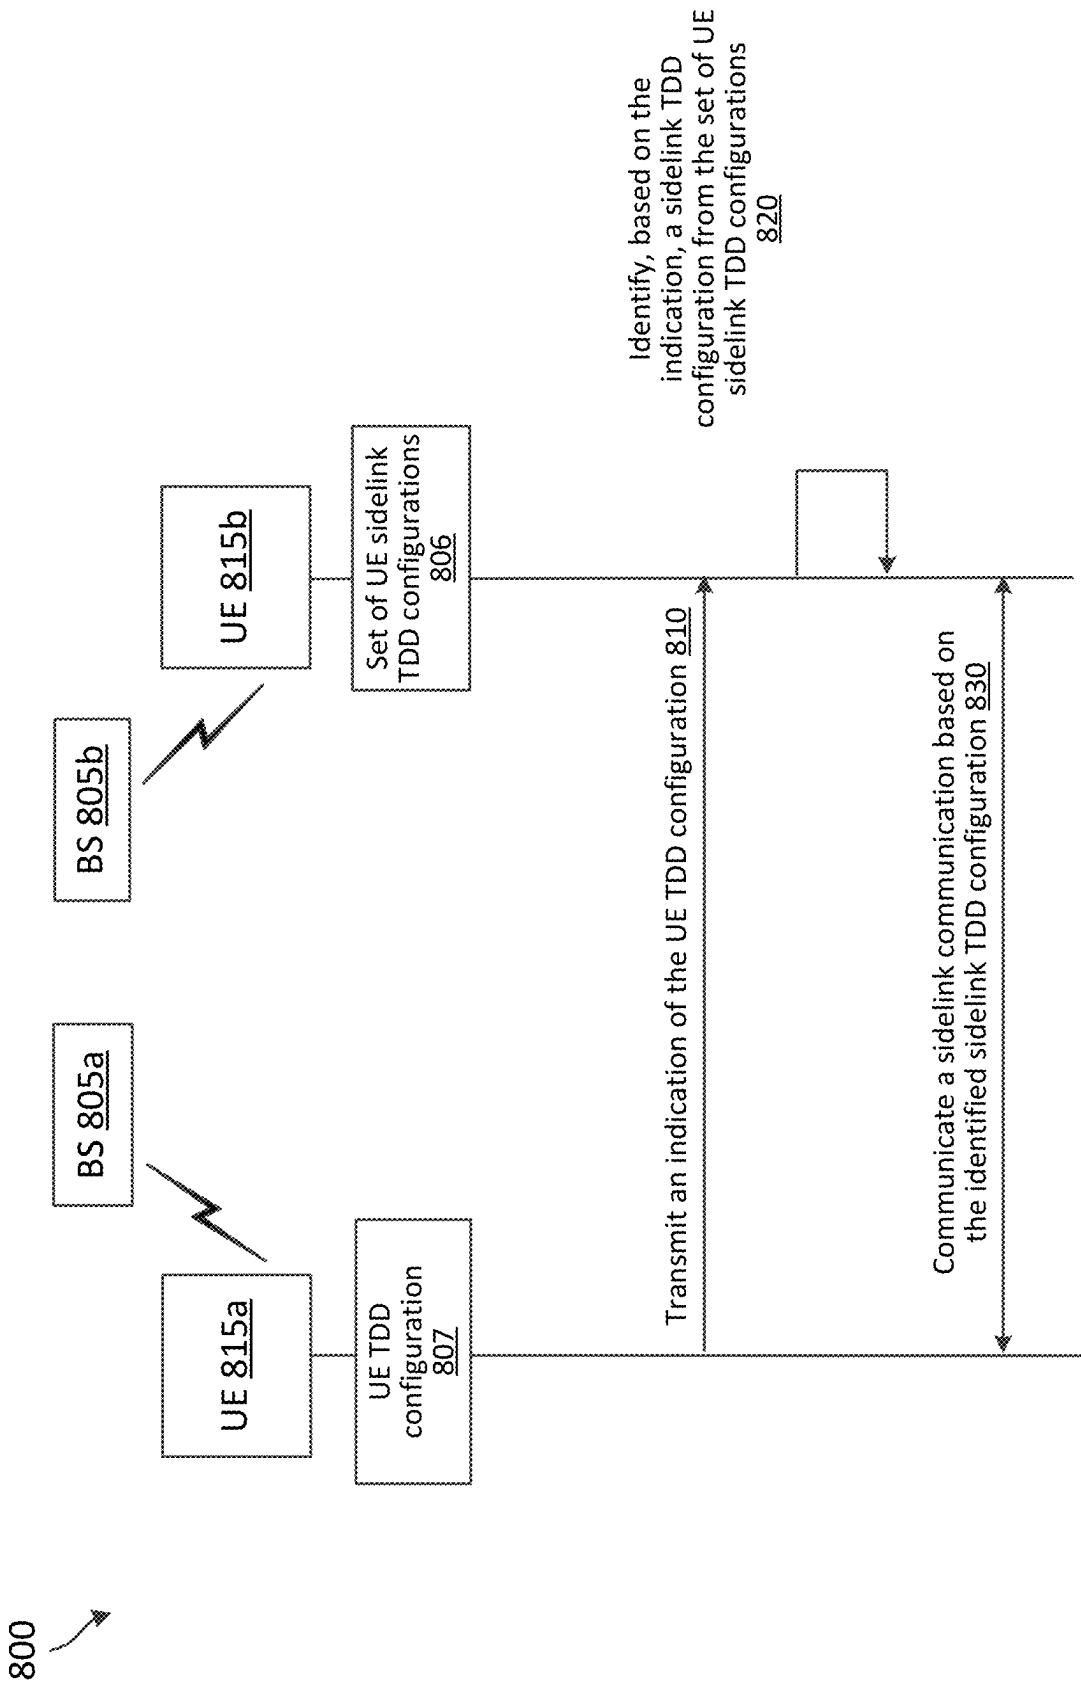 800
BS 805a
BS 805b
UE 815a
UE 815b
UE TDD
configuration
807
Set of UE sidelink
TDD configurations
806
Transmit an indication of the UE TDD configuration 810
Identify, based on the
indication, a sidelink TDD
configuration from the set of UE
sidelink TDD configurations
820
Communicate a sidelink communication based on
the identified sidelink TDD configuration 830